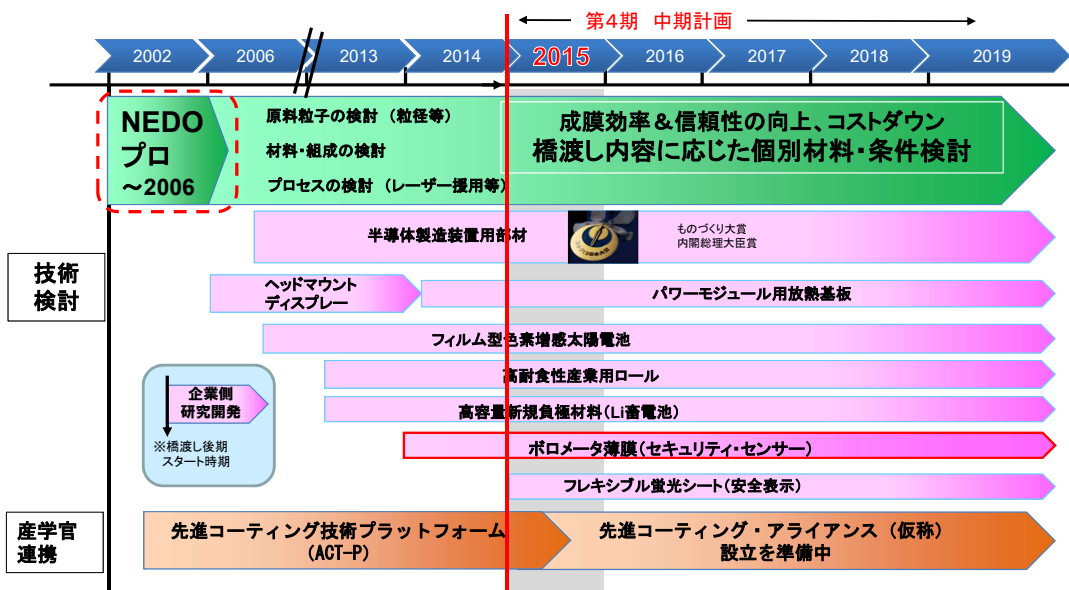 第4期 中期計画
2002
2006
2013
2014
2015
2016
2017
2018
2019
NEDO
プロ
～2006
原料粒子の検討（粒径等）
材料・組成の検討
プロセスの検討（レーザー援用等）
成膜効率＆信頼性の向上、コストダウン
橋渡し内容に応じた個別材料・条件検討
技術
検討
半導体製造装置用部材
ものづくり大賞
内閣総理大臣賞
ヘッドマウント
ディスプレー
パワーモジュール用放熱基板
フィルム型色素増感太陽電池
高耐食性産業用ロール
高容量新規負極材料(Li蓄電池)
ボロメータ薄膜(セキュリティ・センサー)
フレキシブル蛍光シート(安全表示)
企業側
研究開発
※橋渡し後期
スタート時期
産学官
連携
先進コーティング技術プラットフォーム
(ACT-P)
先進コーティング・アライアンス（仮称）
設立を準備中